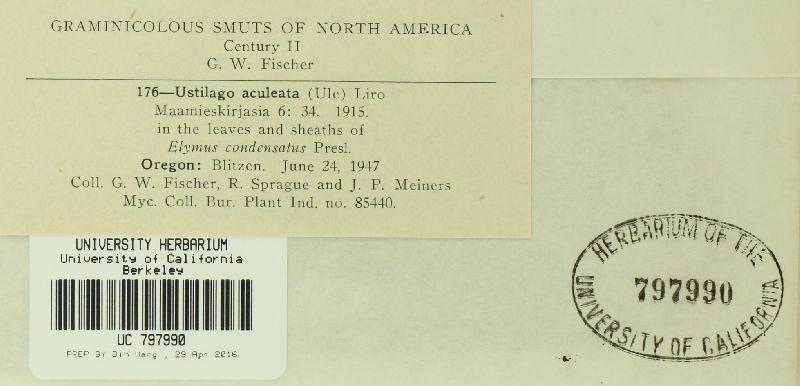 GRAMINICOLOUS SMUTS OF NORTH AMERICA
Century II
G. W. Fischer
176—Ustilago aculeata (Ule) Liro
Maamieskirjasia 6: 34. 1915.
in the leaves and sheaths of
Elymus condensatus Presl.
Oregon: Blitzen. June 24, 1947
Coll. G. W. Fischer, R. Sprague and J. P. Meiners
Myc. Coll. Bur. Plant Ind. no. 85440.
UNIVERSITY HERBARIUM
University of California
Berkeley
UC 797990
PREP BY Bin Wang , 29 Apr 2016
HERBARIUM OF THE
797990
UNIVERSITY OF CALIFORNIA